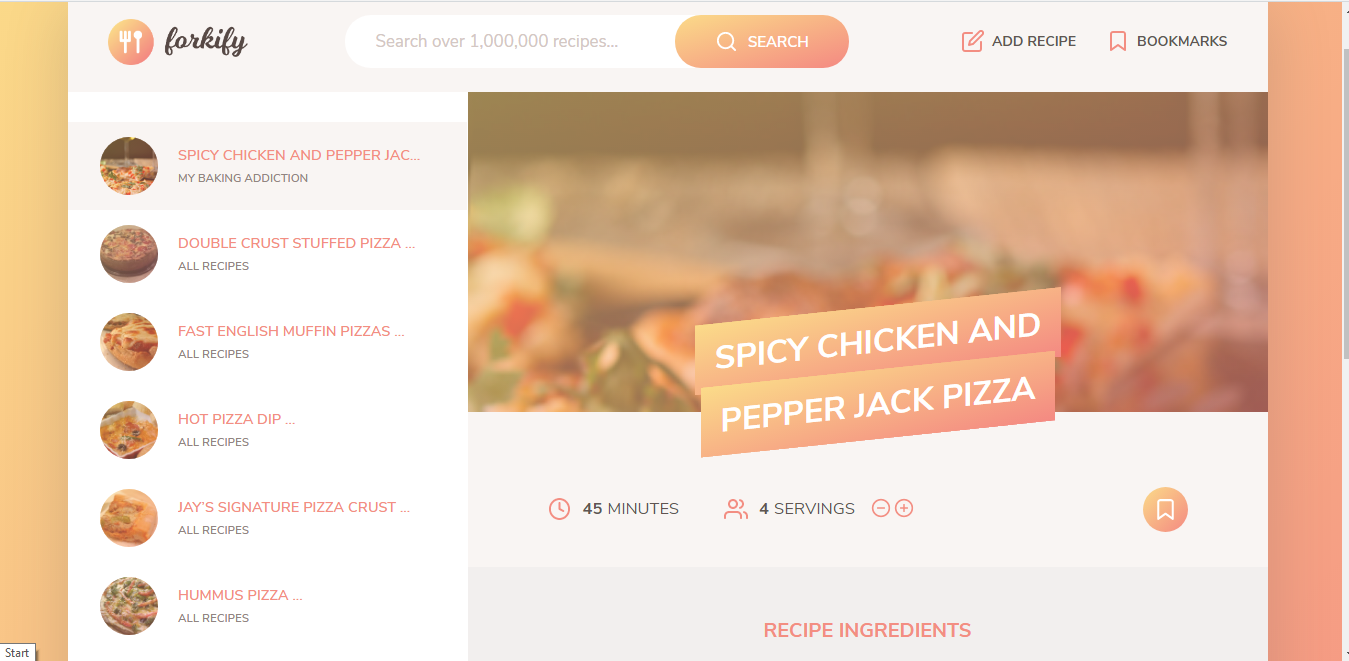 forkify
Search over 1,000,000 recipes...
SEARCH
ADD RECIPE
BOOKMARKS
SPICY CHICKEN AND PEPPER JAC...
MY BAKING ADDICTION
DOUBLE CRUST STUFFED PIZZA ...
ALL RECIPES
FAST ENGLISH MUFFIN PIZZAS ...
ALL RECIPES
HOT PIZZA DIP ...
ALL RECIPES
JAY'S SIGNATURE PIZZA CRUST ...
ALL RECIPES
HUMMUS PIZZA ...
ALL RECIPES
SPICY CHICKEN AND
PEPPER JACK PIZZA
45 MINUTES
4 SERVINGS
RECIPE INGREDIENTS
Start